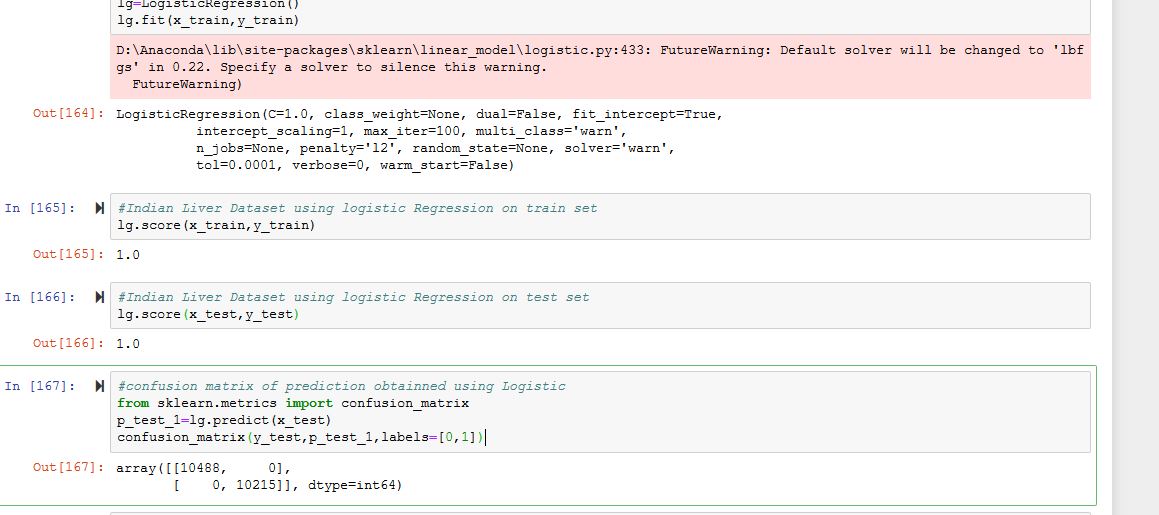 lg=LogisticRegression()
lg.fit(x_train,y_train)
D:\Anaconda\lib\site-packages\sklearn\linear_model\logistic.py:433: FutureWarning: Default solver will be changed to 'lbf
gs' in 0.22. Specify a solver to silence this warning.
  FutureWarning)
Out[164]: LogisticRegression(C=1.0, class_weight=None, dual=False, fit_intercept=True,
          intercept_scaling=1, max_iter=100, multi_class='warn',
          n_jobs=None, penalty='l2', random_state=None, solver='warn',
          tol=0.0001, verbose=0, warm_start=False)
In [165]: #Indian Liver Dataset using logistic Regression on train set
lg.score(x_train,y_train)
Out[165]: 1.0
In [166]: #Indian Liver Dataset using logistic Regression on test set
lg.score(x_test,y_test)
Out[166]: 1.0
In [167]: #confusion matrix of prediction obtainned using Logistic
from sklearn.metrics import confusion_matrix
p_test_1=lg.predict(x_test)
confusion_matrix(y_test,p_test_1,labels=[0,1])
Out[167]: array([[10488,     0],
       [    0, 10215]], dtype=int64)